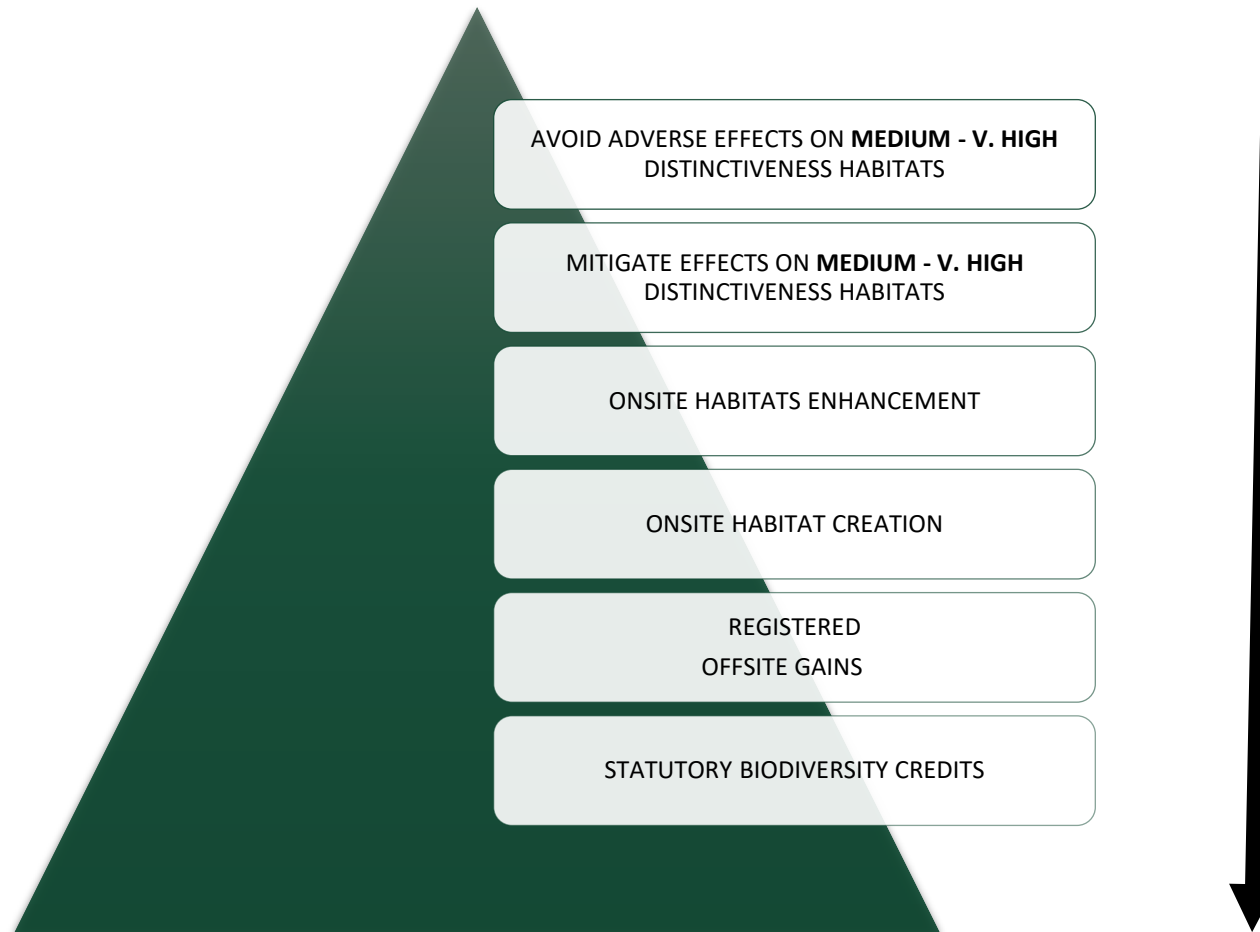 AVOID ADVERSE EFFECTS ON MEDIUM - V. HIGH
DISTINCTIVENESS HABITATS
MITIGATE EFFECTS ON MEDIUM - V. HIGH
DISTINCTIVENESS HABITATS
ONSITE HABITATS ENHANCEMENT
ONSITE HABITAT CREATION
REGISTERED
OFFSITE GAINS
STATUTORY BIODIVERSITY CREDITS